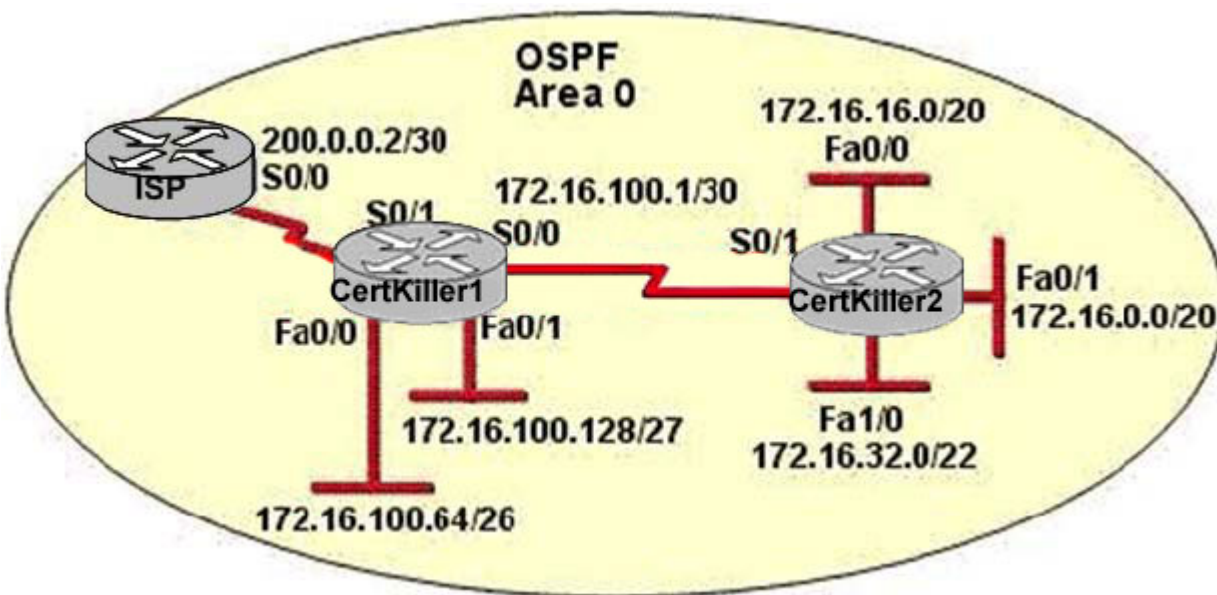 OSPF
Area 0
172.16.16.0/20
Fa0/0
200.0.0.2/30
S0/0
ISP
172.16.100.1/30
S0/1
S0/0
S0/1
CertKiller1
CertKiller2
Fa0/1
172.16.0.0/20
Fa0/0
Fa0/1
172.16.100.128/27
Fa1/0
172.16.32.0/22
172.16.100.64/26